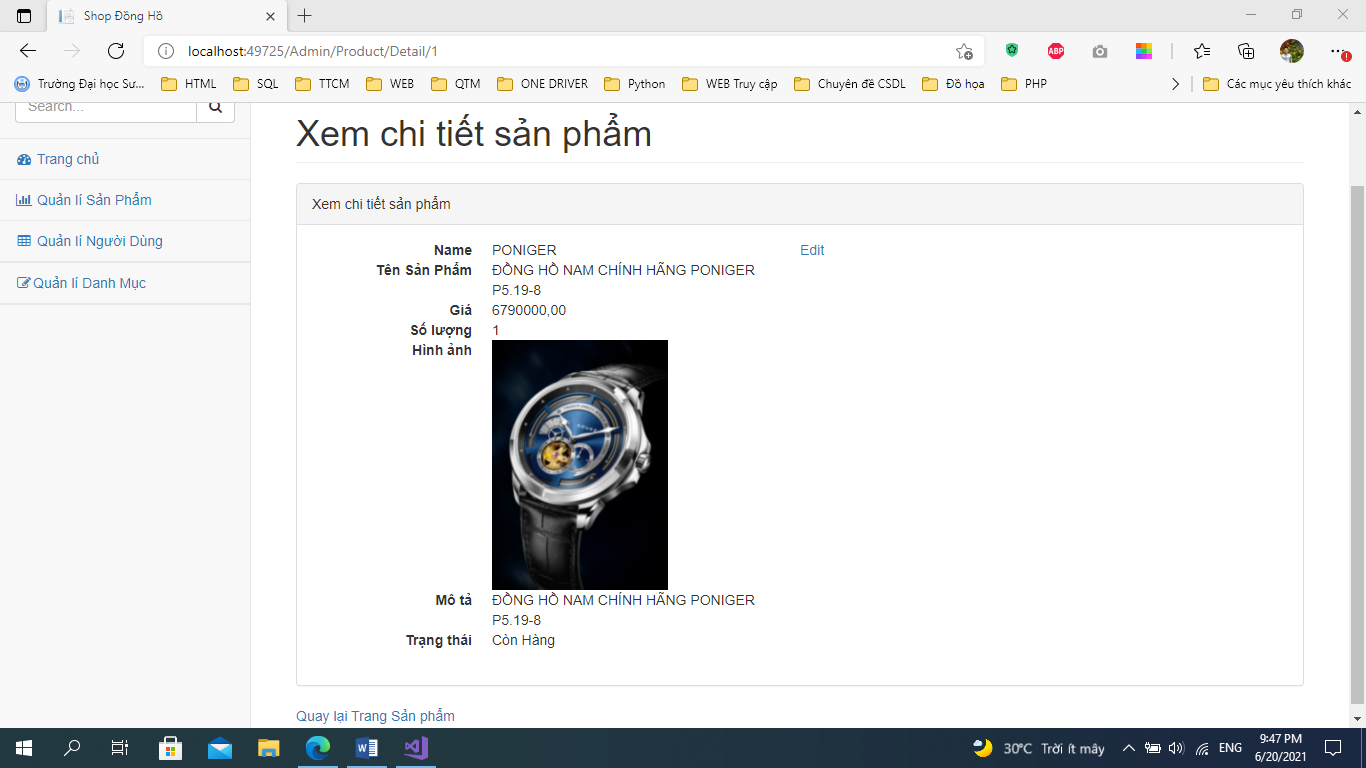 Shop Đồng Hồ
localhost:49725/Admin/Product/Detail/1
ABP
Trường Đại học Sư...
HTML
SQL
TTCM
WEB
QTM
ONE DRIVER
Python
WEB Truy cập
Chuyên đề CSDL
Đồ họa
PHP
Các mục yêu thích khác
Search...
Trang chủ
Quản lí Sản Phẩm
Quản lí Người Dùng
Quản lí Danh Mục
Xem chi tiết sản phẩm
Xem chi tiết sản phẩm
Name PONIGER Edit
Tên Sản Phẩm ĐỒNG HỒ NAM CHÍNH HÃNG PONIGER
P5.19-8
Giá 6790000,00
Số lượng 1
Hình ảnh
Mô tả ĐỒNG HỒ NAM CHÍNH HÃNG PONIGER
P5.19-8
Trạng thái Còn Hàng
Quay lại Trang Sản phẩm
30°C Trời ít mây
ENG
9:47 PM
6/20/2021